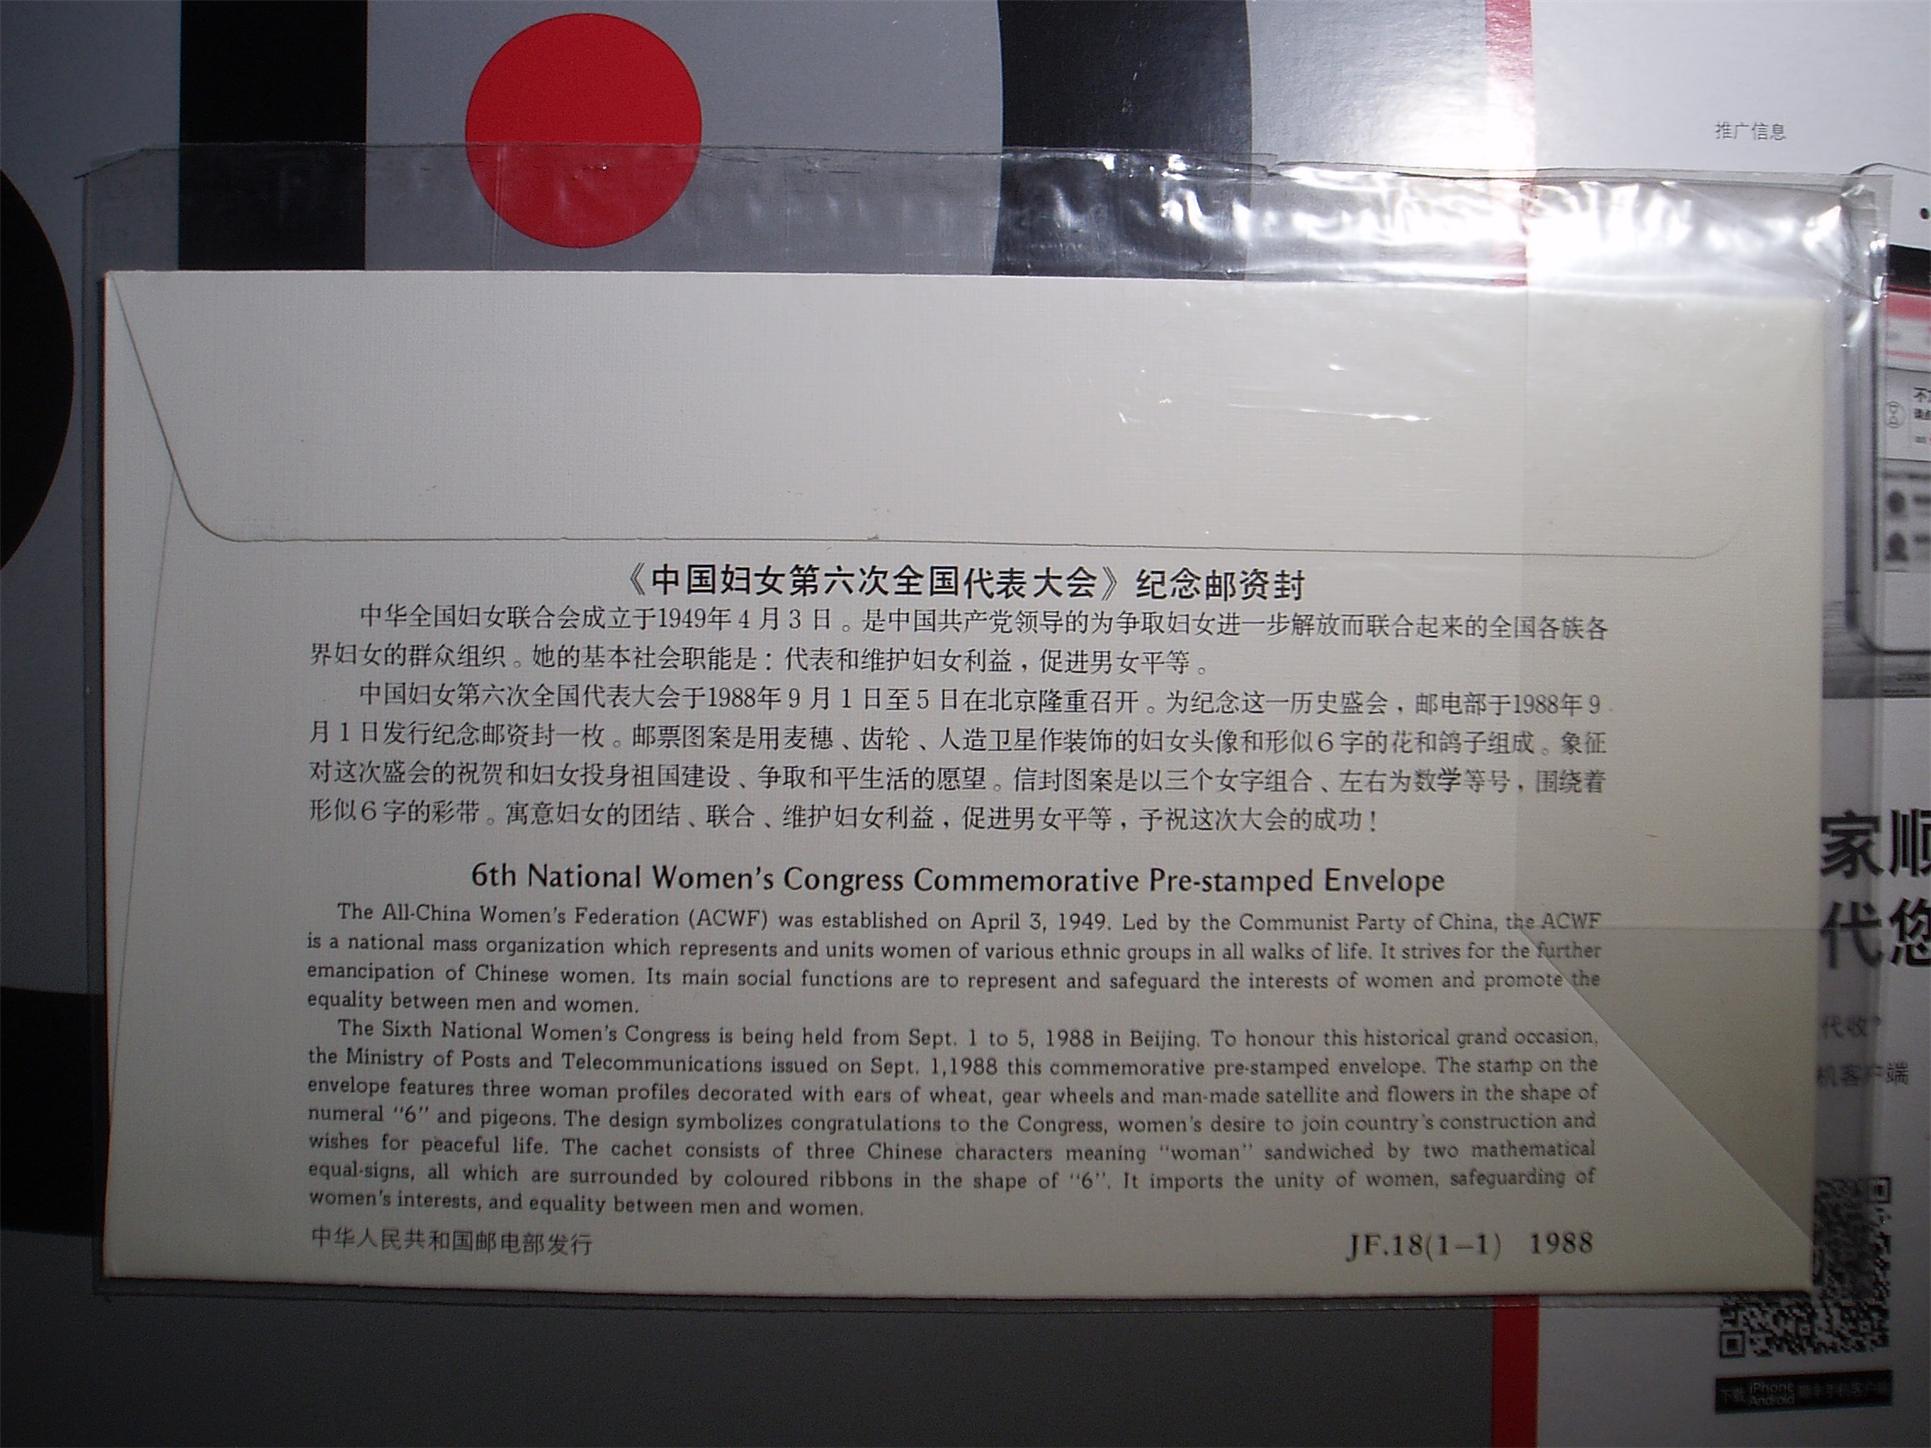 推广信息
《中国妇女第六次全国代表大会》纪念邮资封
中华全国妇女联合会成立于1949年4月3日。是中国共产党领导的为争取妇女进一步解放而联合起来的全国各族各
界妇女的群众组织。她的基本社会职能是：代表和维护妇女利益，促进男女平等。
中国妇女第六次全国代表大会于1988年9月1日至5日在北京隆重召开。为纪念这一历史盛会，邮电部于1988年9
月1日发行纪念邮资封一枚。邮票图案是用麦穗、齿轮、人造卫星作装饰的妇女头像和形似6字的花和鸽子组成。象征
对这次盛会的祝贺和妇女投身祖国建设、争取和平生活的愿望。信封图案是以三个女字组合、左右为数学等号，围绕着
形似6字的彩带。寓意妇女的团结、联合、维护妇女利益，促进男女平等，予祝这次大会的成功！
6th National Women's Congress Commemorative Pre-stamped Envelope
The All-China Women's Federation (ACWF) was established on April 3, 1949. Led by the Communist Party of China, the ACWF
is a national mass organization which represents and units women of various ethnic groups in all walks of life. It strives for the further
emancipation of Chinese women. Its main social functions are to represent and safeguard the interests of women and promote the
equality between men and women.
The Sixth National Women's Congress is being held from Sept. 1 to 5, 1988 in Beijing. To honour this historical grand occasion,
the Ministry of Posts and Telecommunications issued on Sept. 1,1988 this commemorative pre-stamped envelope. The stamp on the
envelope features three woman profiles decorated with ears of wheat, gear wheels and man-made satellite and flowers in the shape of
numeral "6" and pigeons. The design symbolizes congratulations to the Congress, women's desire to join country's construction and
wishes for peaceful life. The cachet consists of three Chinese characters meaning "woman" sandwiched by two mathematical
equal-signs, all which are surrounded by coloured ribbons in the shape of "6". It imports the unity of women, safeguarding of
women's interests, and equality between men and women.
中华人民共和国邮电部发行
JF.18(1-1) 1988
家顺
代您
代收"
机客户端
下载 iPhone Android